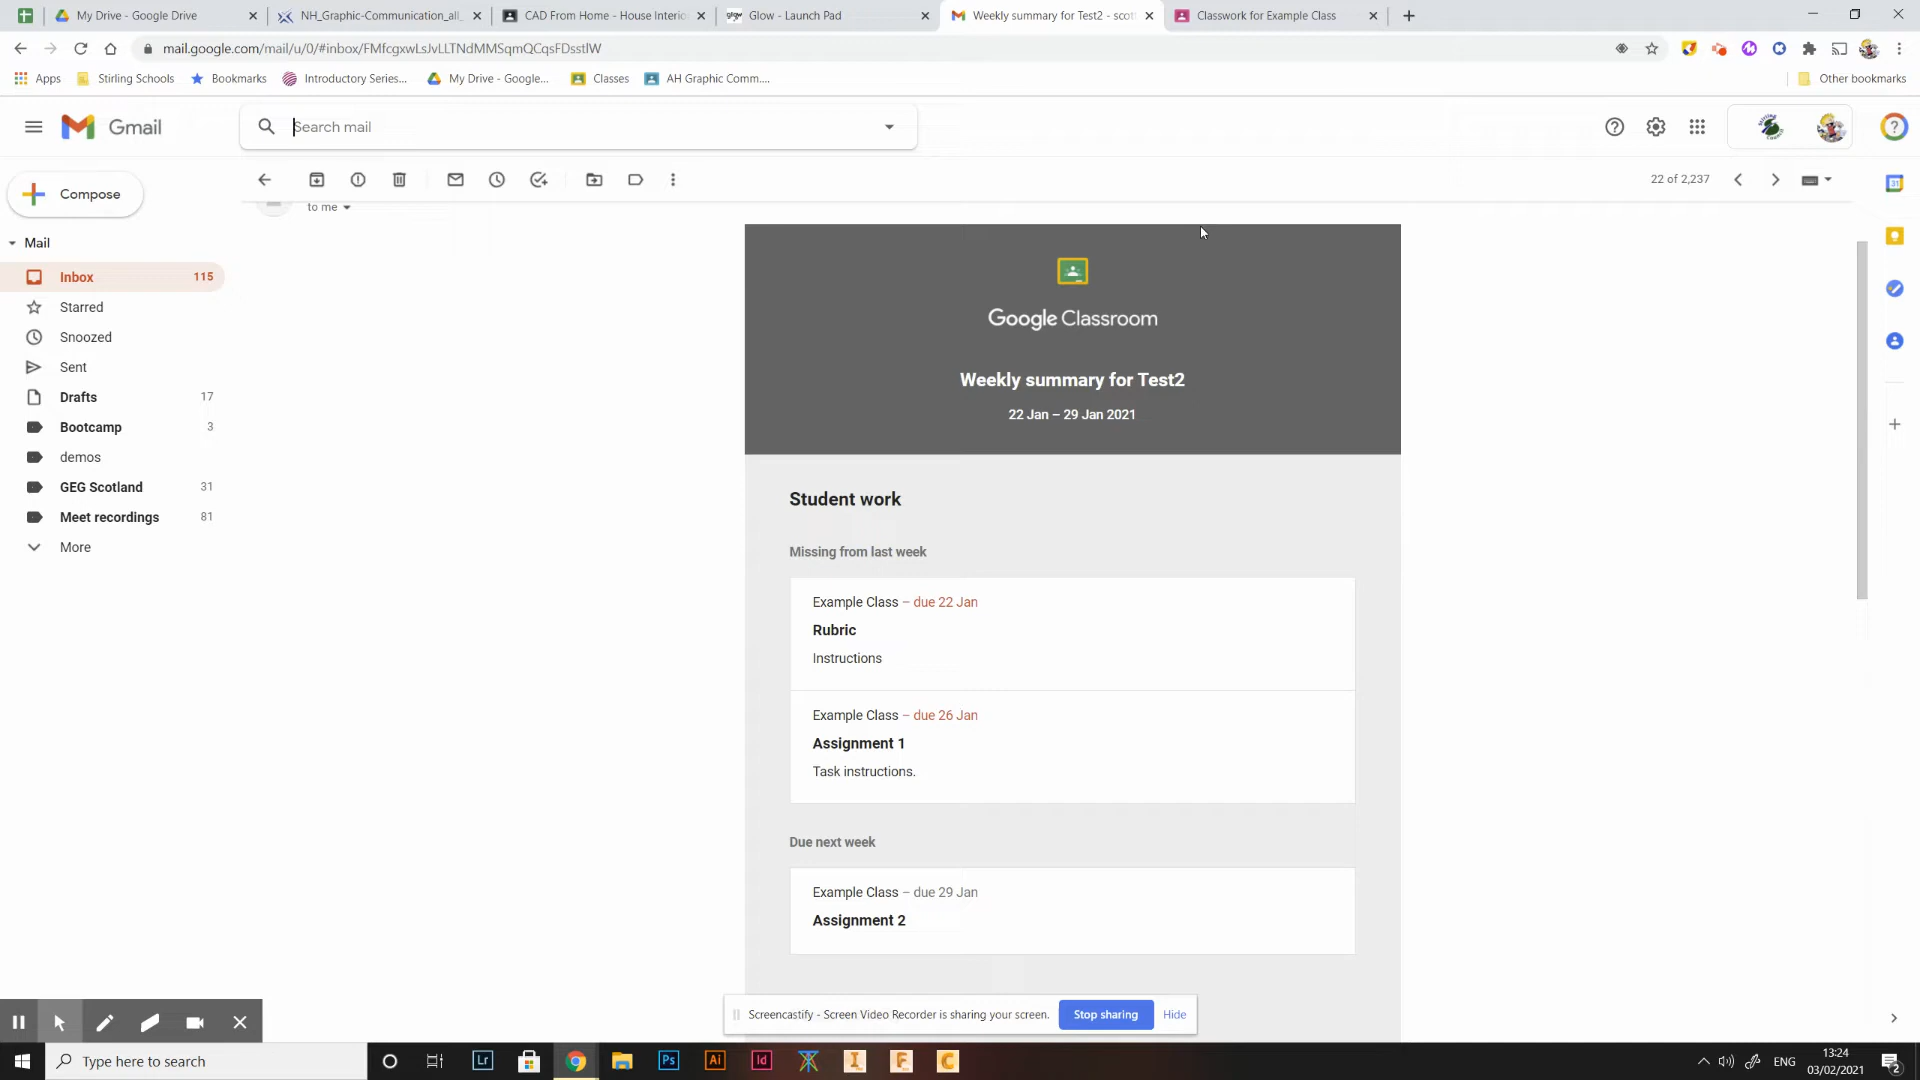 My Drive - Google Drive
NH_Graphic-Communication_all_
CAD From Home - House Interio
Glow - Launch Pad
Weekly summary for Test2 - scot
Classwork for Example Class
mail.google.com/mail/u/0/#inbox/FMfcgxwLsJvLLTNdMMSqmQCqsFDsstlW
Apps
Stirling Schools
Bookmarks
Introductory Series...
My Drive - Google...
Classes
AH Graphic Comm....
Other bookmarks
Gmail
Search mail
Compose
22 of 2,237
to me
Mail
Inbox 115
Starred
Snoozed
Sent
Drafts 17
Bootcamp 3
demos
GEG Scotland 31
Meet recordings 81
More
Google Classroom
Weekly summary for Test2
22 Jan – 29 Jan 2021
Student work
Missing from last week
Example Class – due 22 Jan
Rubric
Instructions
Example Class – due 26 Jan
Assignment 1
Task instructions.
Due next week
Example Class – due 29 Jan
Assignment 2
Screencastify - Screen Video Recorder is sharing your screen.
Stop sharing
Hide
Type here to search
Lr
Ps
Ai
Id
I
F
C
ENG
13:24
03/02/2021
2